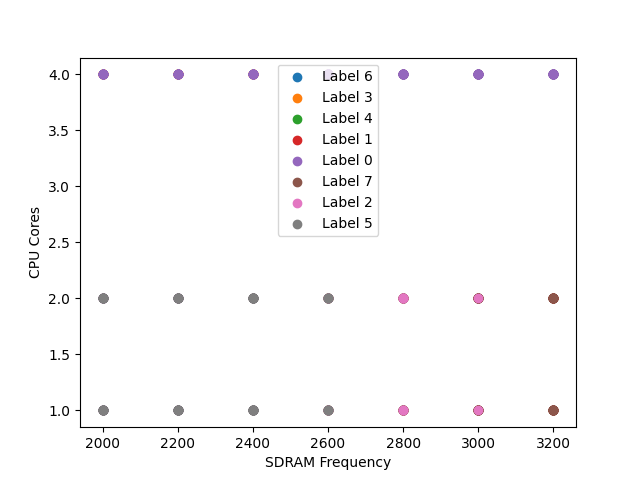 4.0
3.5
3.0
2.5
2.0
1.5
1.0
CPU Cores
Label 6
Label 3
Label 4
Label 1
Label 0
Label 7
Label 2
Label 5
2000 2200 2400 2600 2800 3000 3200
SDRAM Frequency